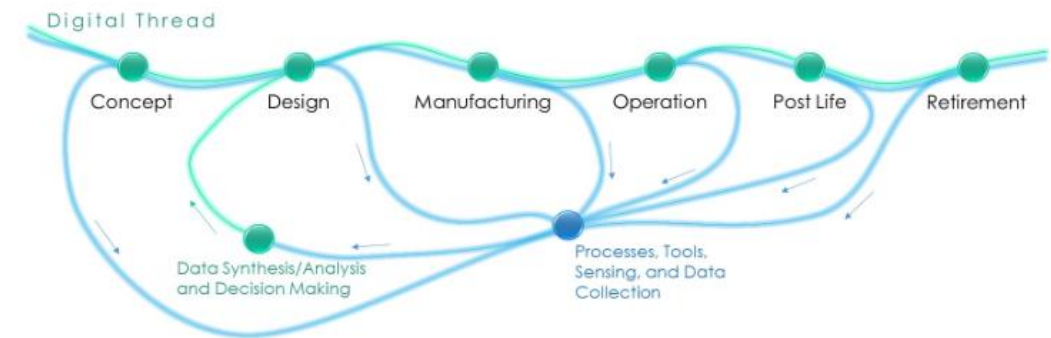 Digital Thread
Concept
Design
Manufacturing
Operation
Post Life
Retirement
Data Synthesis/Analysis
and Decision Making
Processes, Tools,
Sensing, and Data
Collection